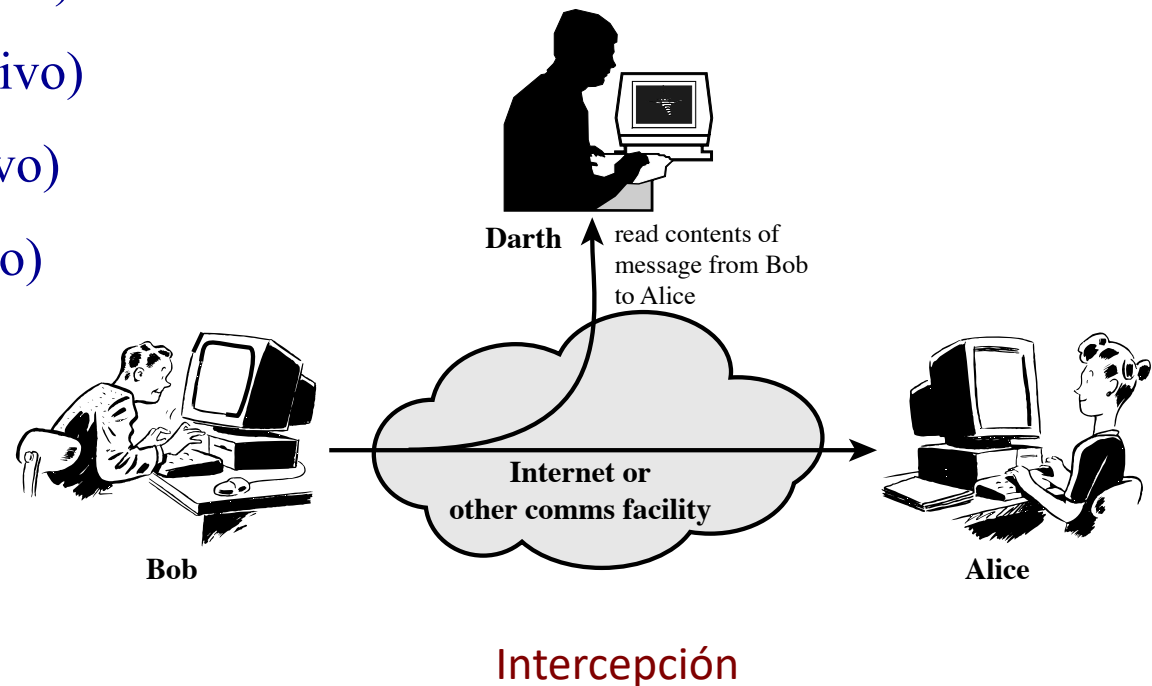 ivo)
vo)
o)
Darth
read contents of
message from Bob
to Alice
Internet or
other comms facility
Bob
Alice
Intercepción